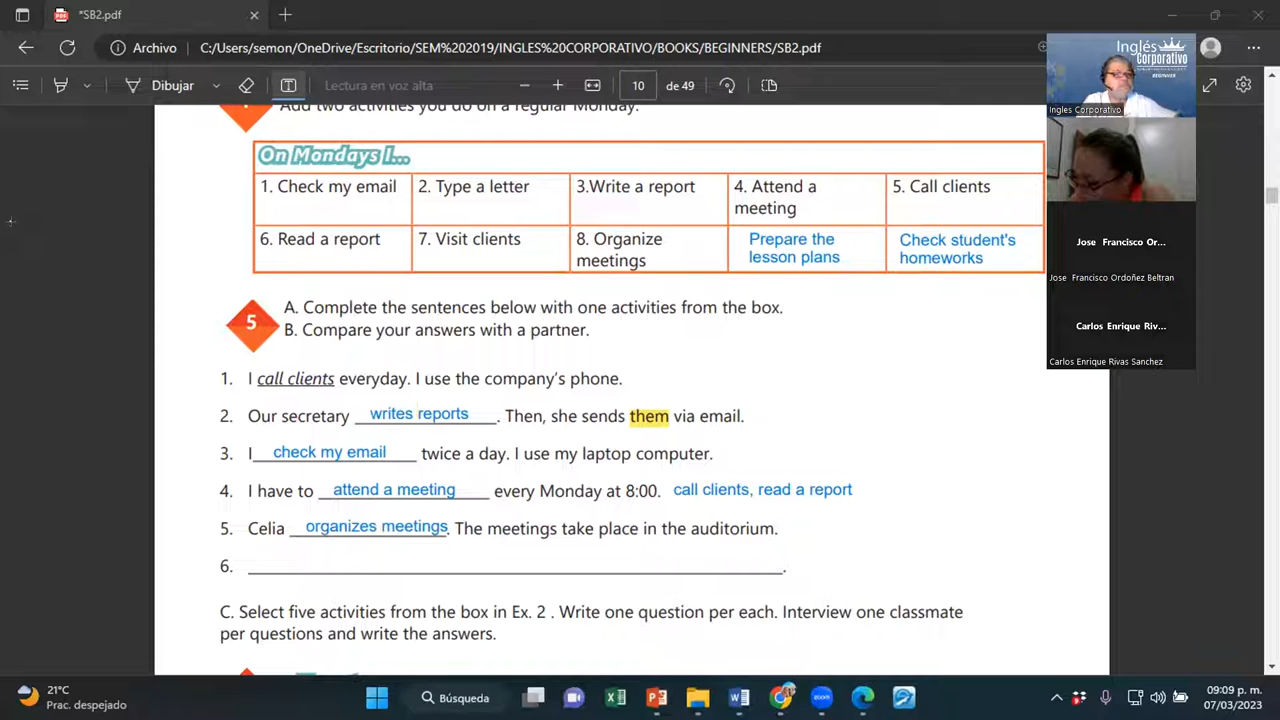 *SB2.pdf
Archivo
C:/Users/semon/OneDrive/Escritorio/SEM%202019/INGLES%20CORPORATIVO/BOOKS/BEGINNERS/SB2.pdf
Dibujar
Lectura en voz alta
10
de 49
Inglés
Corporativo
BEGINNER
Ingles Corporativo
Jose Francisco Or...
Jose Francisco Ordoñez Beltran
Carlos Enrique Riv...
Carlos Enrique Rivas Sanchez
Add two activities you do on a regular Monday.
On Mondays I...
1. Check my email
2. Type a letter
3.Write a report
4. Attend a
meeting
5. Call clients
6. Read a report
7. Visit clients
8. Organize
meetings
Prepare the
lesson plans
Check student's
homeworks
5
A. Complete the sentences below with one activities from the box.
B. Compare your answers with a partner.
1. I call clients everyday. I use the company's phone.
2. Our secretary writes reports. Then, she sends them via email.
3. I check my email twice a day. I use my laptop computer.
4. I have to attend a meeting every Monday at 8:00. call clients, read a report
5. Celia organizes meetings. The meetings take place in the auditorium.
6. ______.
C. Select five activities from the box in Ex. 2 . Write one question per each. Interview one classmate
per questions and write the answers.
21°C
Prac. despejado
Búsqueda
zoom
09:09 p. m.
07/03/2023